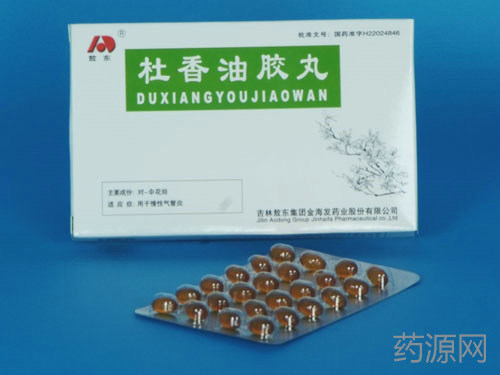 批准文号：国药准字H22024846
R
敖东
杜香油胶丸
DUXIANGYOUJIAOWAN
主要成份：对-伞花烃
适应症：用于慢性气管炎
吉林敖东集团金海发药业股份有限公司
Jilin Aodong Group Jinhaifa Pharmaceutical co.,Ltd
药源网